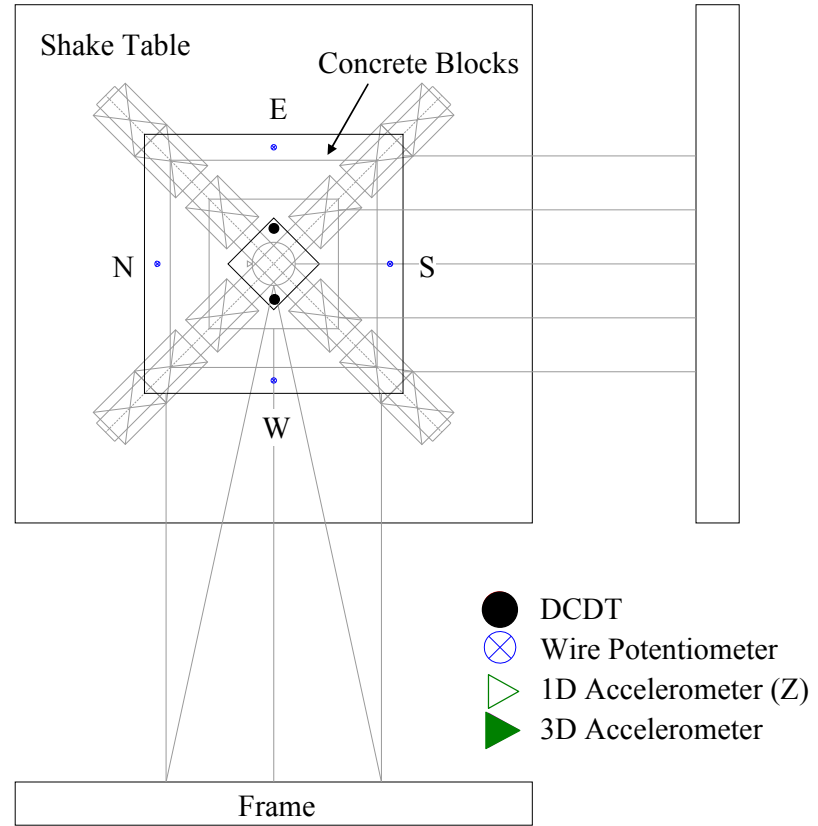 Shake Table
Concrete Blocks
E
N
S
W
DCDT
Wire Potentiometer
1D Accelerometer (Z)
3D Accelerometer
Frame